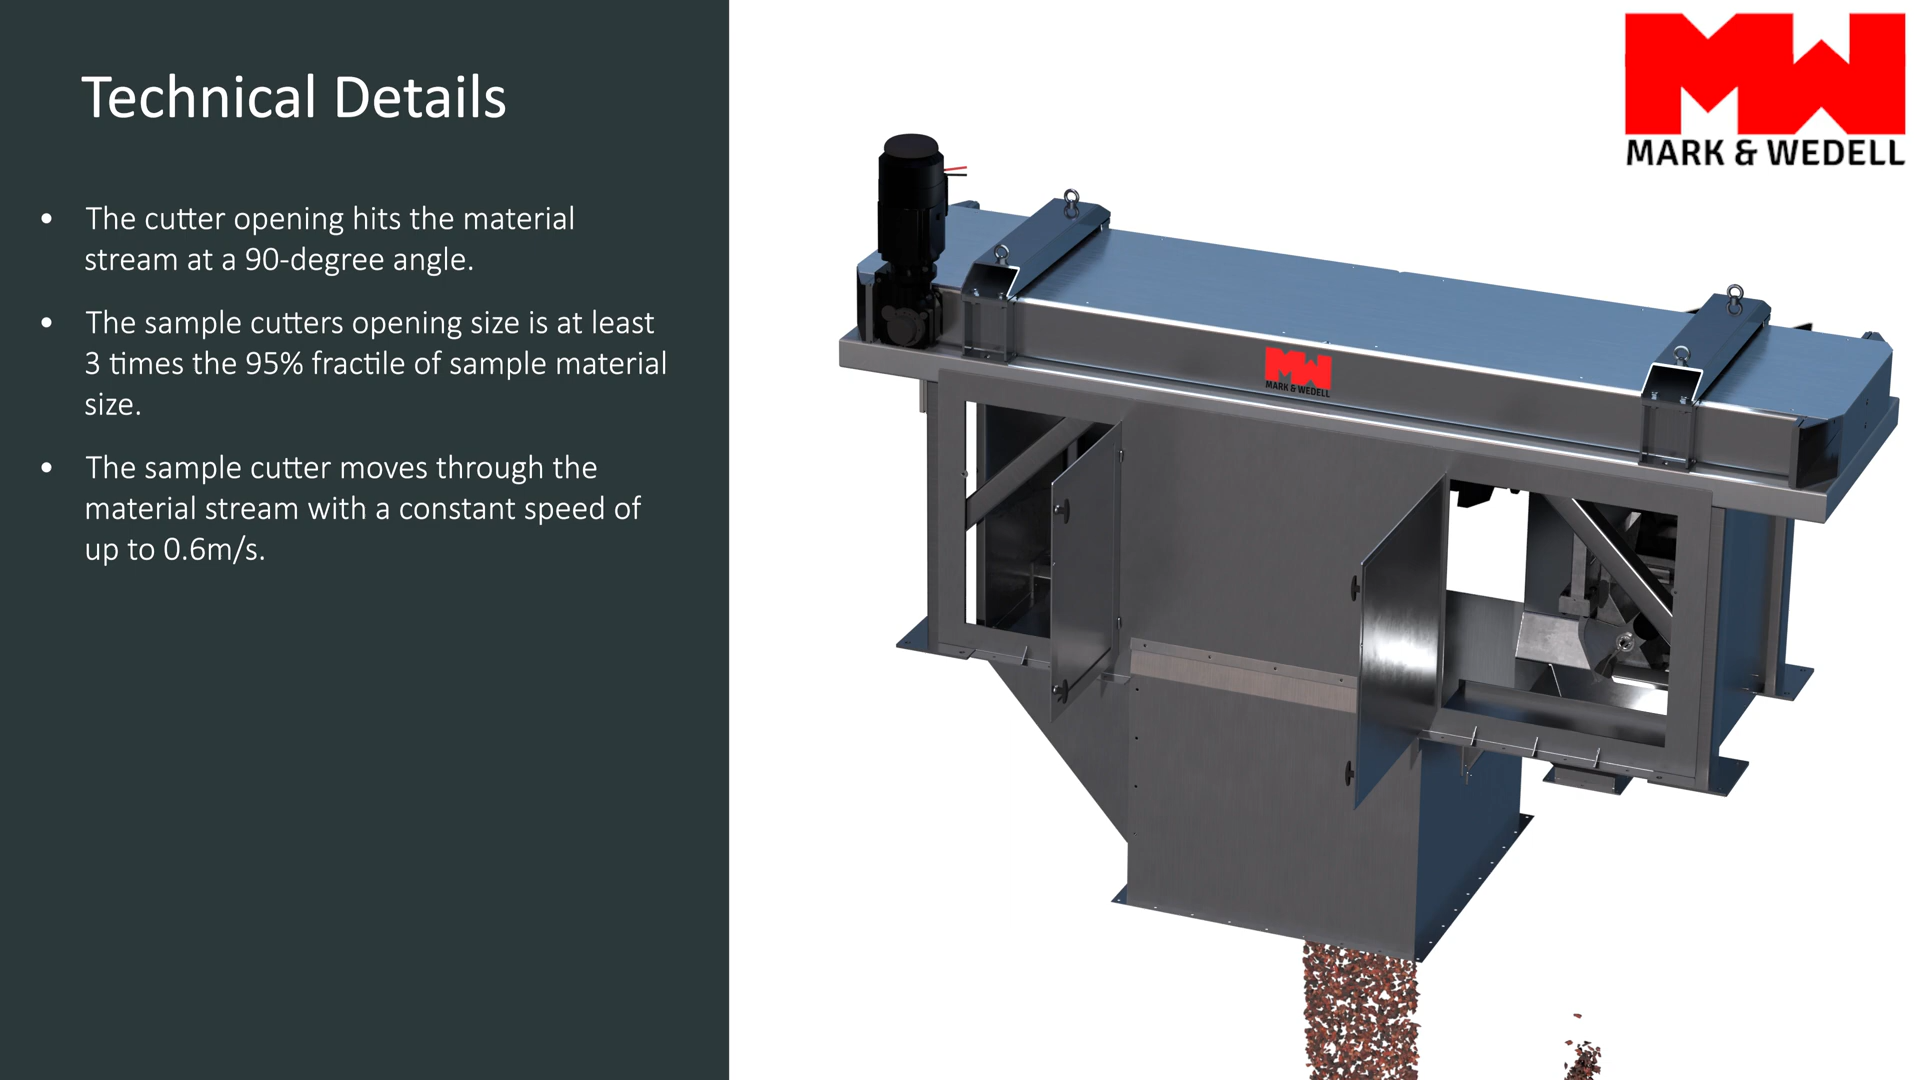 Technical Details
• The cutter opening hits the material
stream at a 90-degree angle.
• The sample cutters opening size is at least
3 times the 95% fractile of sample material
size.
• The sample cutter moves through the
material stream with a constant speed of
up to 0.6m/s.
MW
MARK & WEDELL
MW
MARK & WEDELL